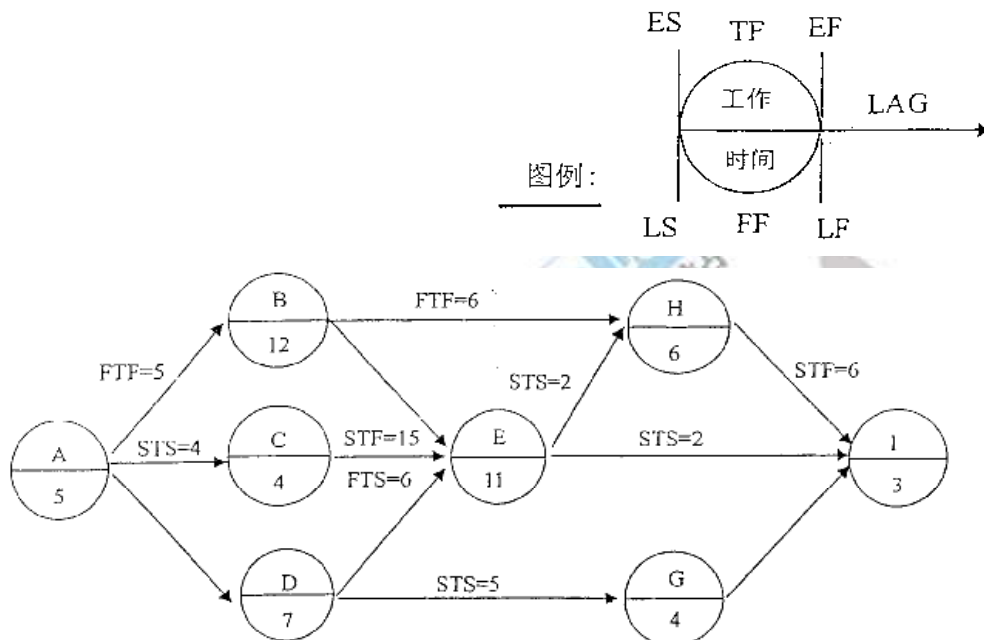 ES TF EF
工作
LAG
时间
图例:
LS FF LF
B
12
FTF=6
H
6
FTF=5
STS=2
STF=6
A
5
STS=4
C
4
STF=15
FTS=6
E
11
STS=2
I
3
D
7
STS=5
G
4